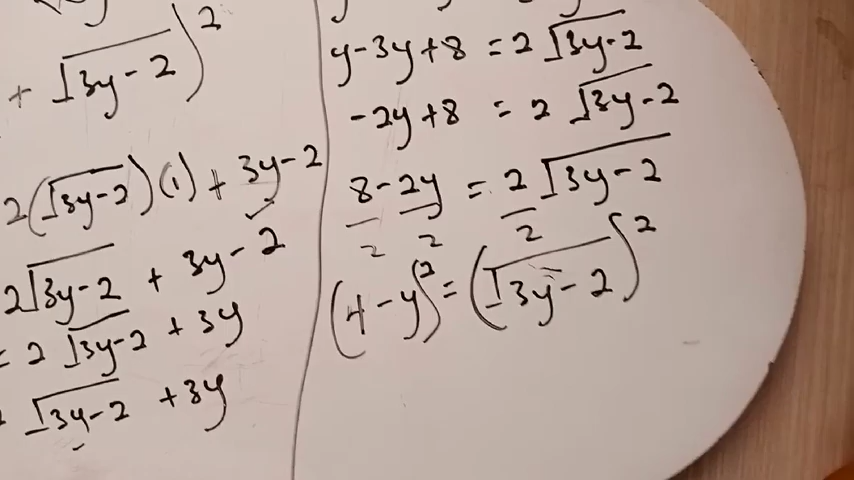 + √(3y-2))²
2(√(3y-2))(1) + 3y-2
2√(3y-2) + 3y-2
= 2√(3y-2) + 3y
√(3y-2) + 3y
y-3y+8 = 2√(3y-2)
-2y+8 = 2√(3y-2)
8-2y = 2√(3y-2)
2 2 2
(4-y)² = (√(3y-2))²